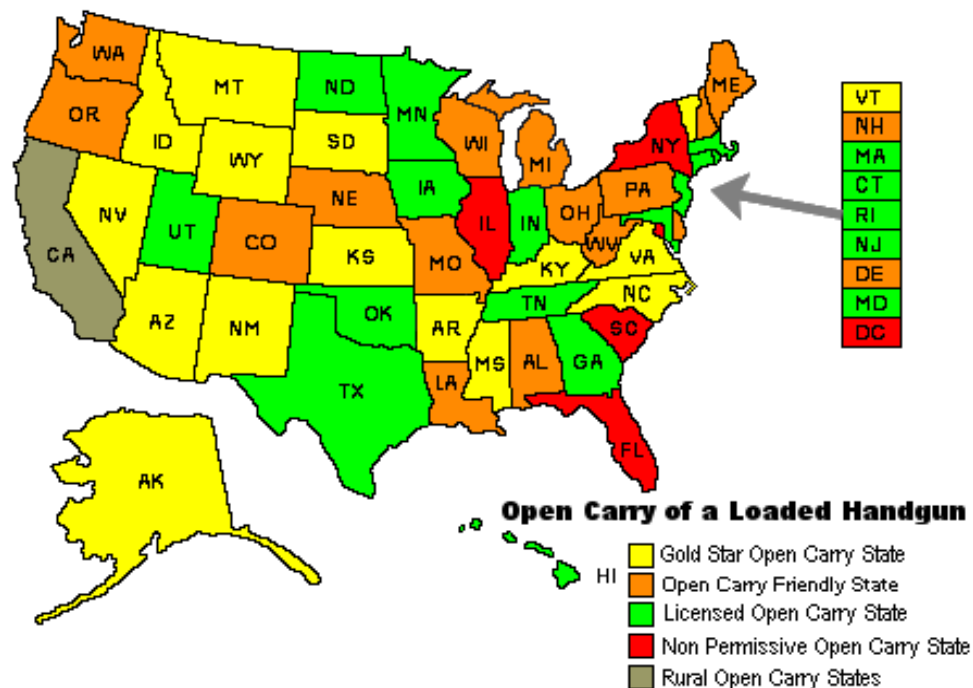 WA
OR
CA
ID
NV
MT
WY
UT
AZ
CO
NM
ND
SD
NE
KS
OK
TX
MN
IA
MO
AR
LA
WI
IL
MI
IN
OH
KY
TN
MS
AL
GA
FL
SC
NC
VA
WV
PA
NY
ME
VT
NH
MA
CT
RI
NJ
DE
MD
DC
AK
HI
Open Carry of a Loaded Handgun
Gold Star Open Carry State
Open Carry Friendly State
Licensed Open Carry State
Non Permissive Open Carry State
Rural Open Carry States